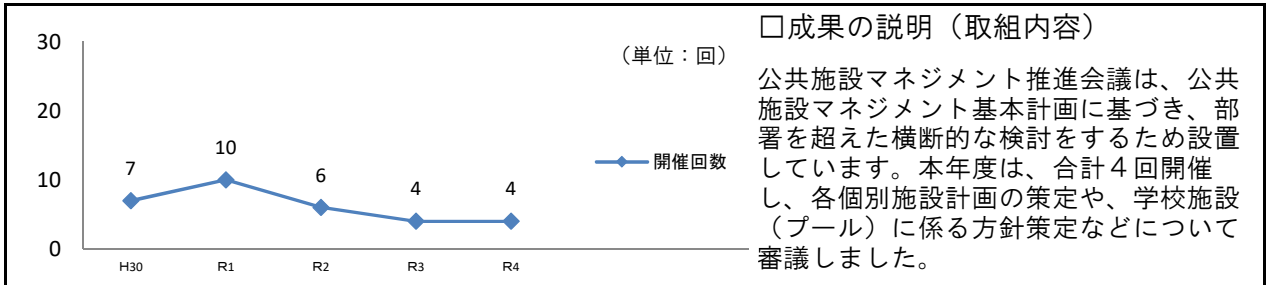 30
20
10
0
7
10
6
4
4
H30
R1
R2
R3
R4
（単位：回）
開催回数
□成果の説明（取組内容）
公共施設マネジメント推進会議は、公共
施設マネジメント基本計画に基づき、部
署を超えた横断的な検討をするため設置
しています。本年度は、合計４回開催
し、各個別施設計画の策定や、学校施設
（プール）に係る方針策定などについて
審議しました。